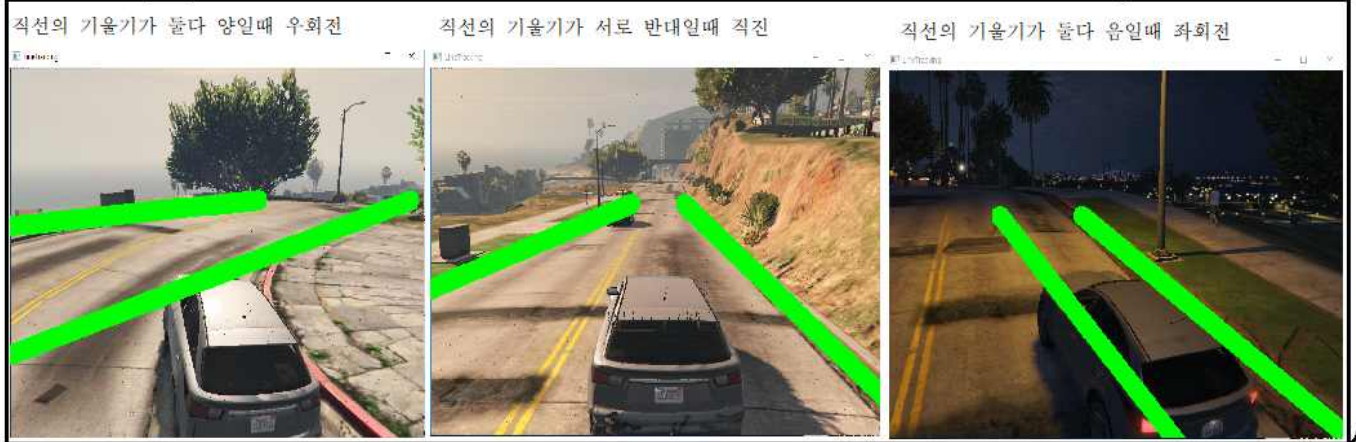 직선의 기울기가 둘다 양일때 우회전
직선의 기울기가 서로 반대일때 직진
직선의 기울기가 둘다 음일때 좌회전